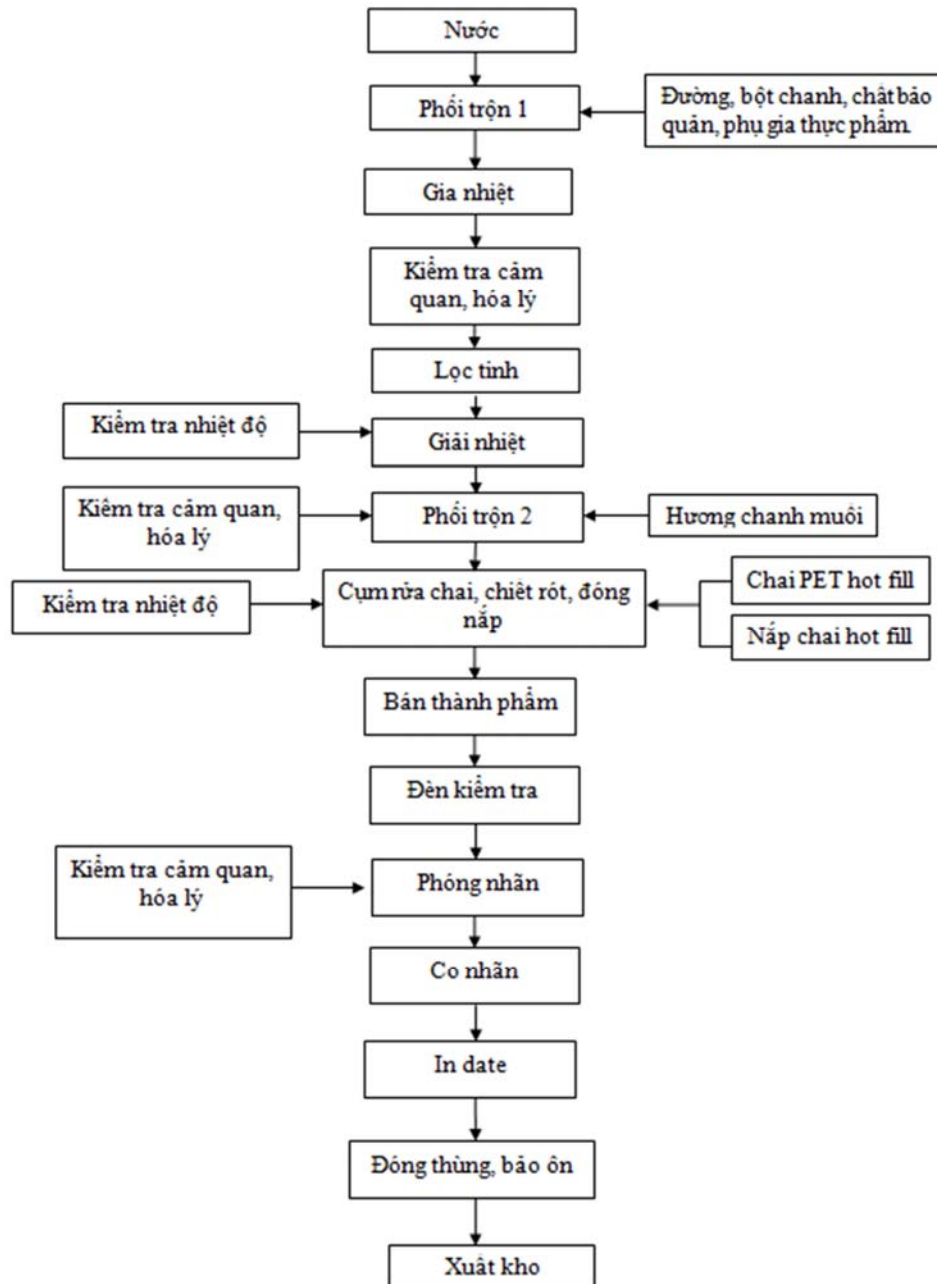 Nước
Phối trộn 1
Đường, bột chanh, chất bảo
quản, phụ gia thực phẩm.
Gia nhiệt
Kiểm tra cảm
quan, hóa lý
Lọc tinh
Kiểm tra nhiệt độ
Giải nhiệt
Kiểm tra cảm quan,
hóa lý
Phối trộn 2
Hương chanh muối
Kiểm tra nhiệt độ
Cụm rửa chai, chiết rót, đóng
nắp
Chai PET hot fill
Nắp chai hot fill
Bán thành phẩm
Đèn kiểm tra
Kiểm tra cảm quan,
hóa lý
Phóng nhãn
Co nhãn
In date
Đóng thùng, bảo ôn
Xuất kho